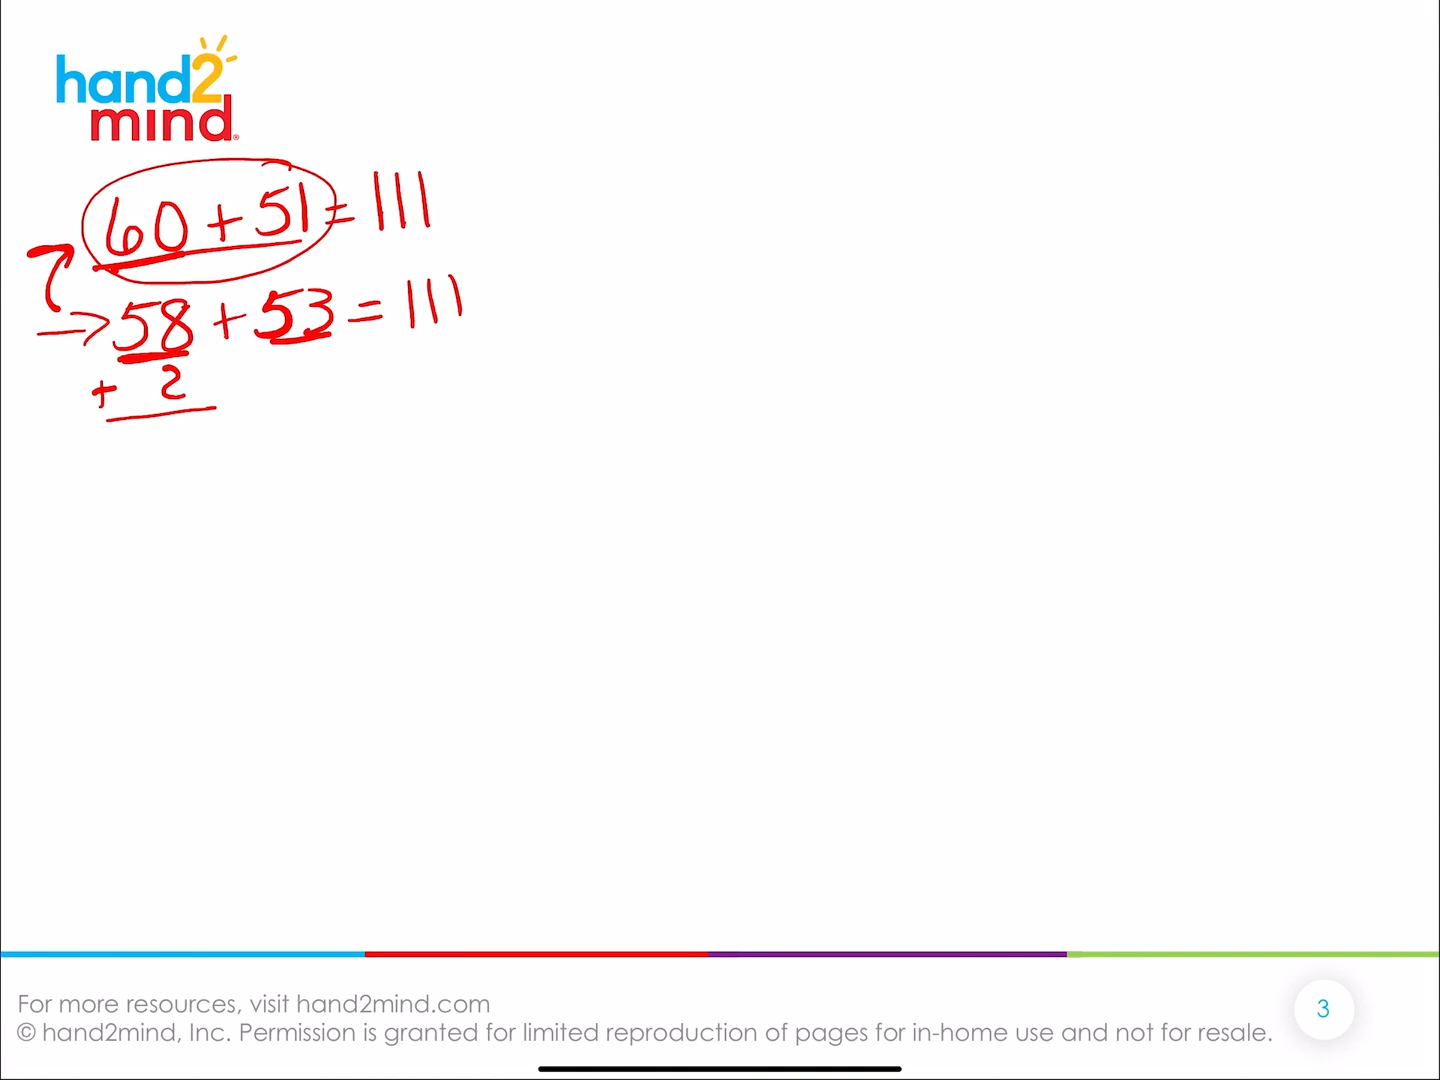 hand2
mind®
60 + 51 = 111
58 + 53 = 111
+ 2
For more resources, visit hand2mind.com
© hand2mind, Inc. Permission is granted for limited reproduction of pages for in-home use and not for resale.
3